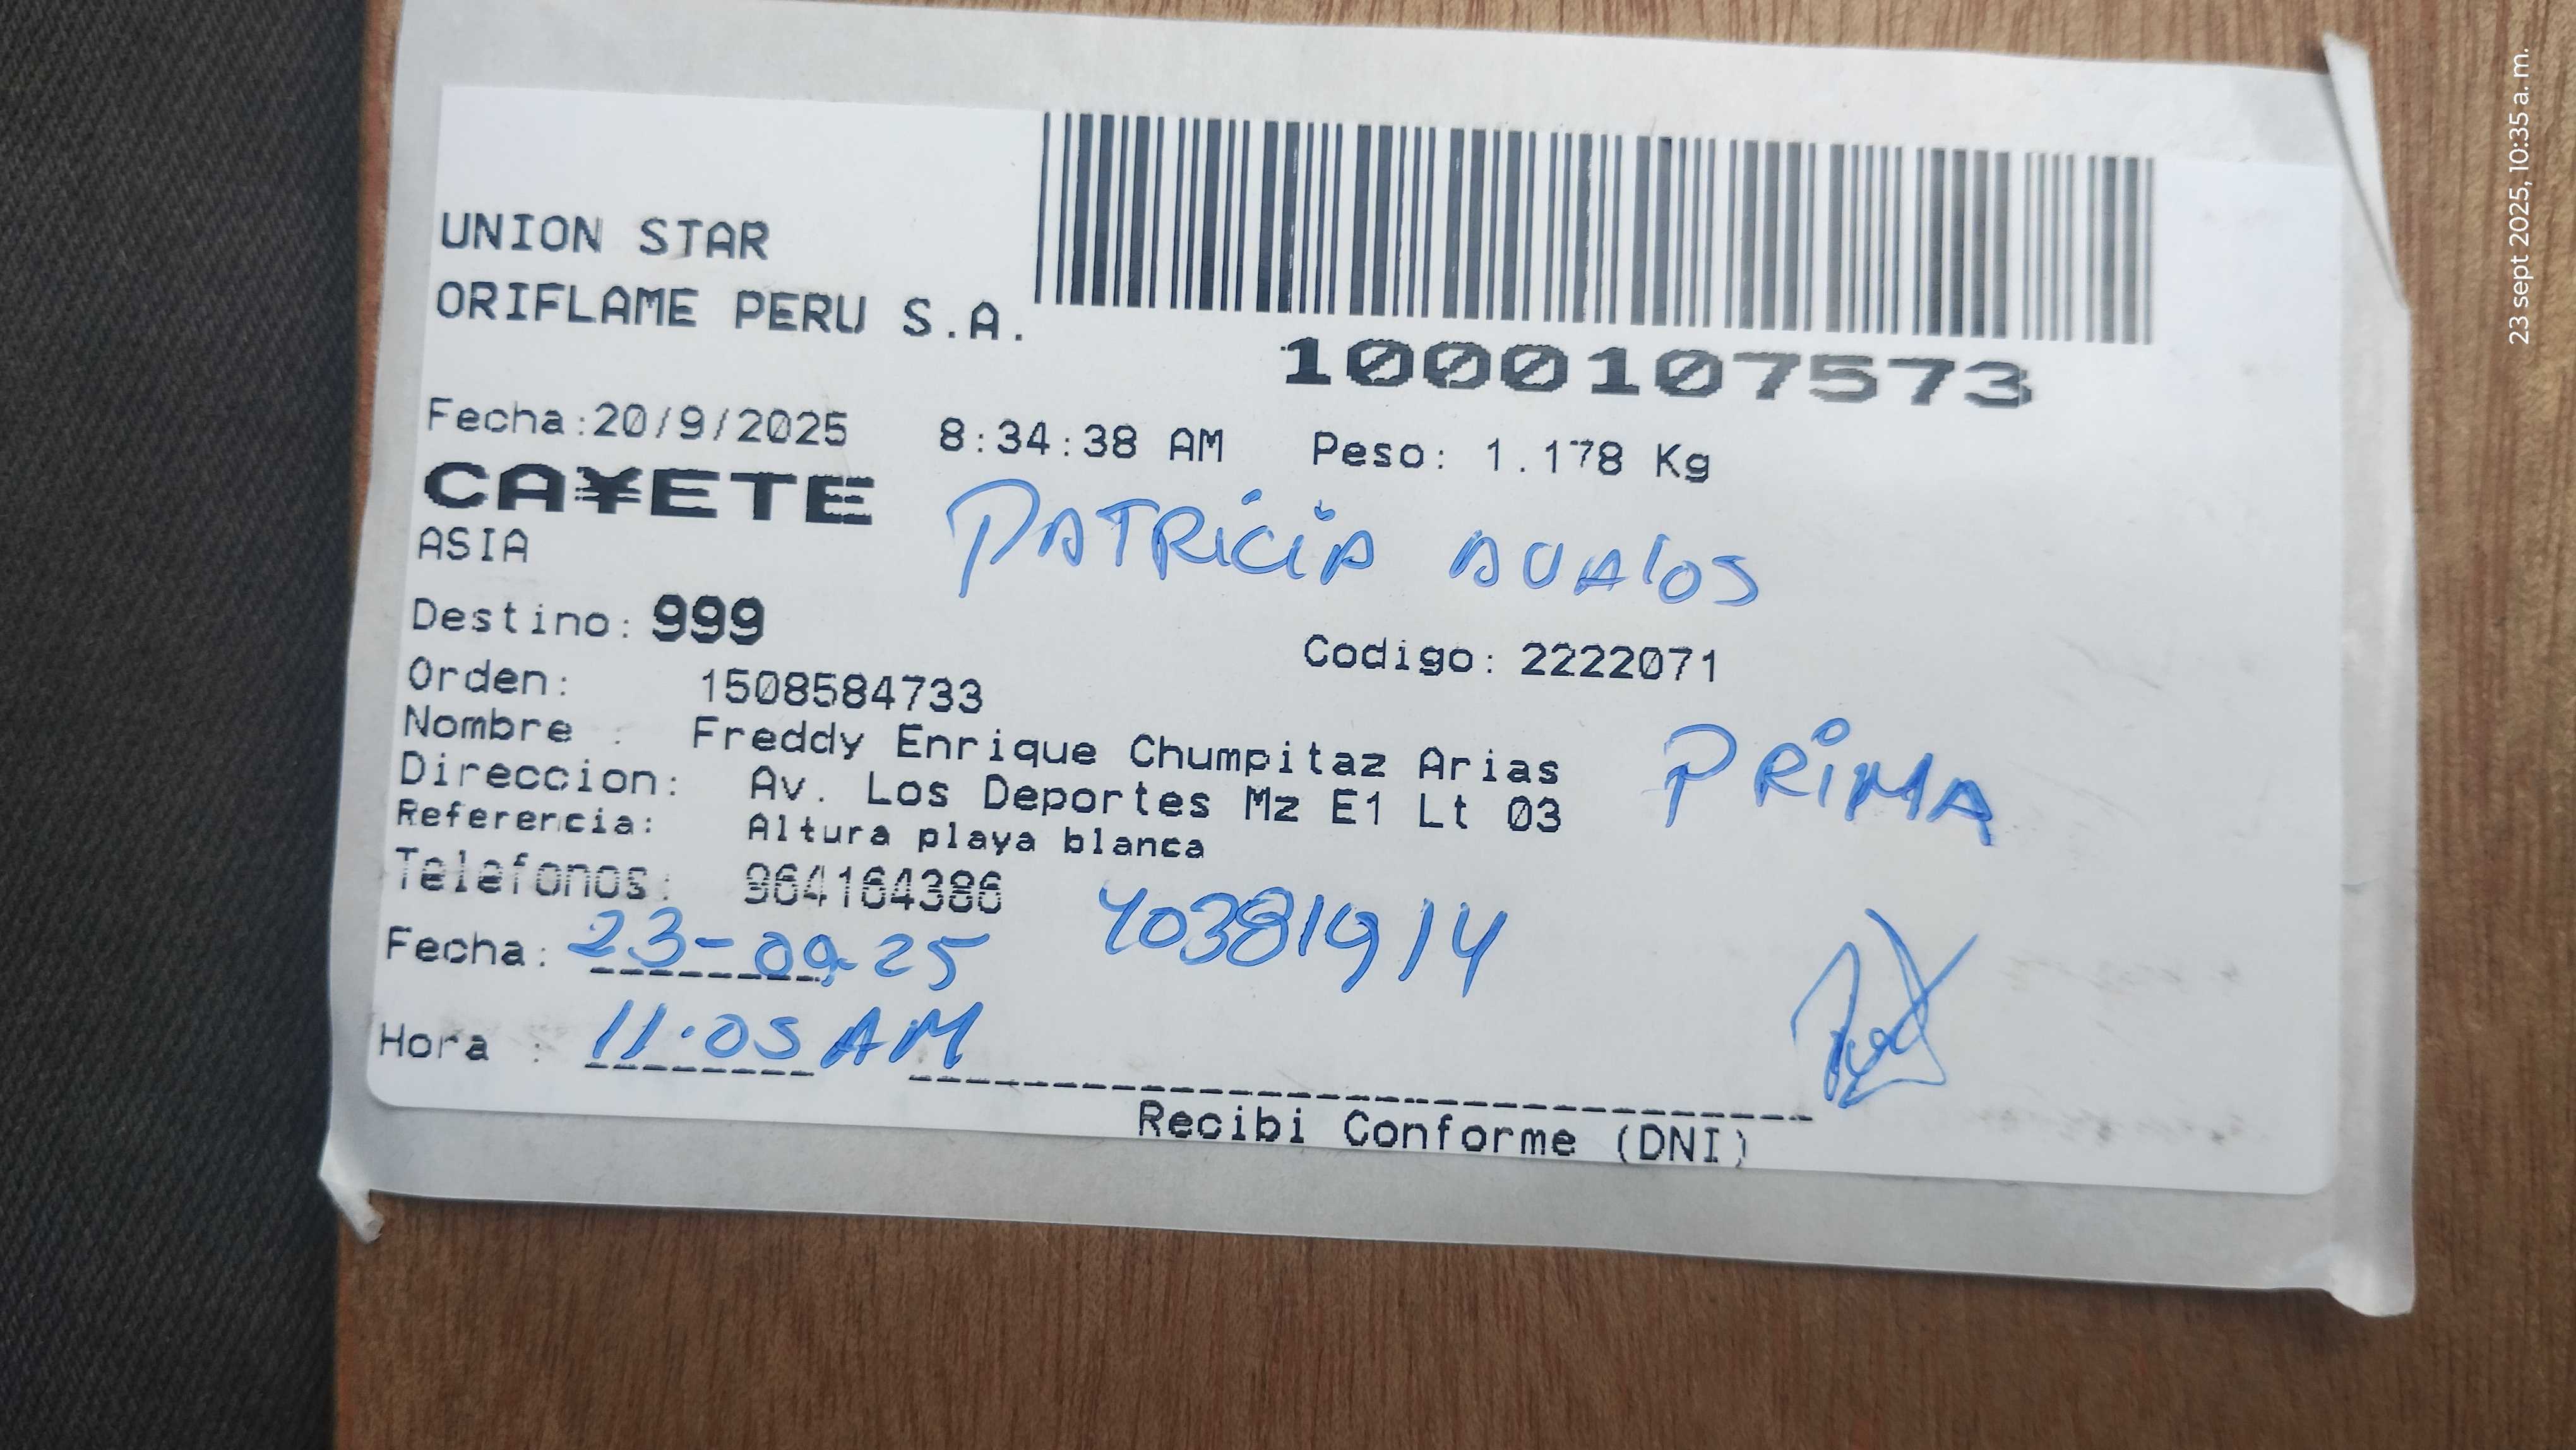 UNION STAR
ORIFLAME PERU S.A.
1000107573
Fecha:20/9/2025 8:34:38 AM Peso: 1.178 Kg
CA¥ETE
PATRICIA AVAlOS
ASIA
Destino: 999
Codigo: 2222071
Orden: 1508584733
Nombre : Freddy Enrique Chumpitaz Arias
PRIMA
Direccion: Av. Los Deportes Mz E1 Lt 03
Referencia: Altura playa blanca
Telefonos: 964164386
40381914
Fecha: 23-09-25
Hora : 11:05 AM
Recibi Conforme (DNI)
23 sept 2025, 10:35 a. m.